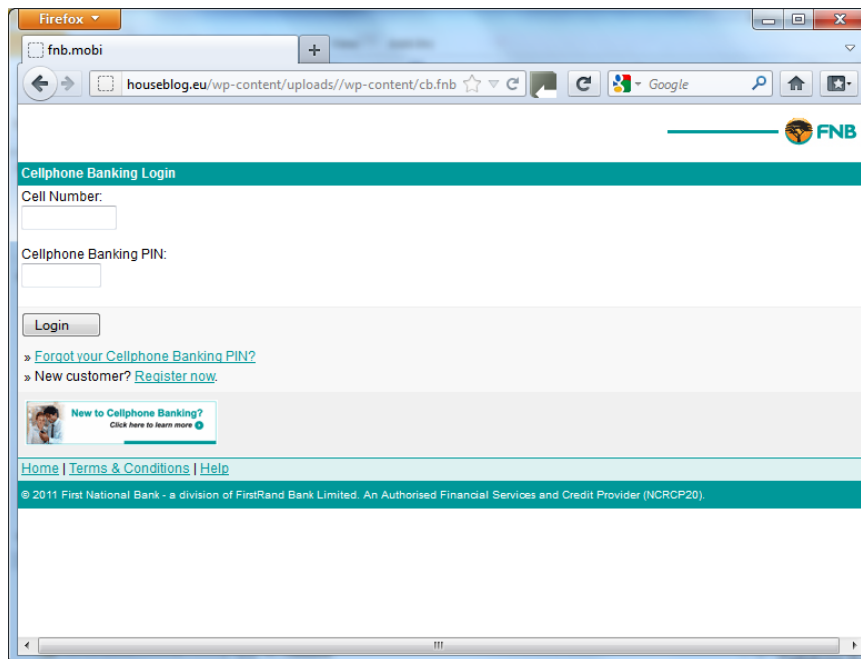 Firefox
fnb.mobi
houseblog.eu/wp-content/uploads//wp-content/cb.fnb
Google
FNB
Cellphone Banking Login
Cell Number:
Cellphone Banking PIN:
Login
» Forgot your Cellphone Banking PIN?
» New customer? Register now.
New to Cellphone Banking?
Click here to learn more
Home | Terms & Conditions | Help
© 2011 First National Bank - a division of FirstRand Bank Limited. An Authorised Financial Services and Credit Provider (NCRCP20).